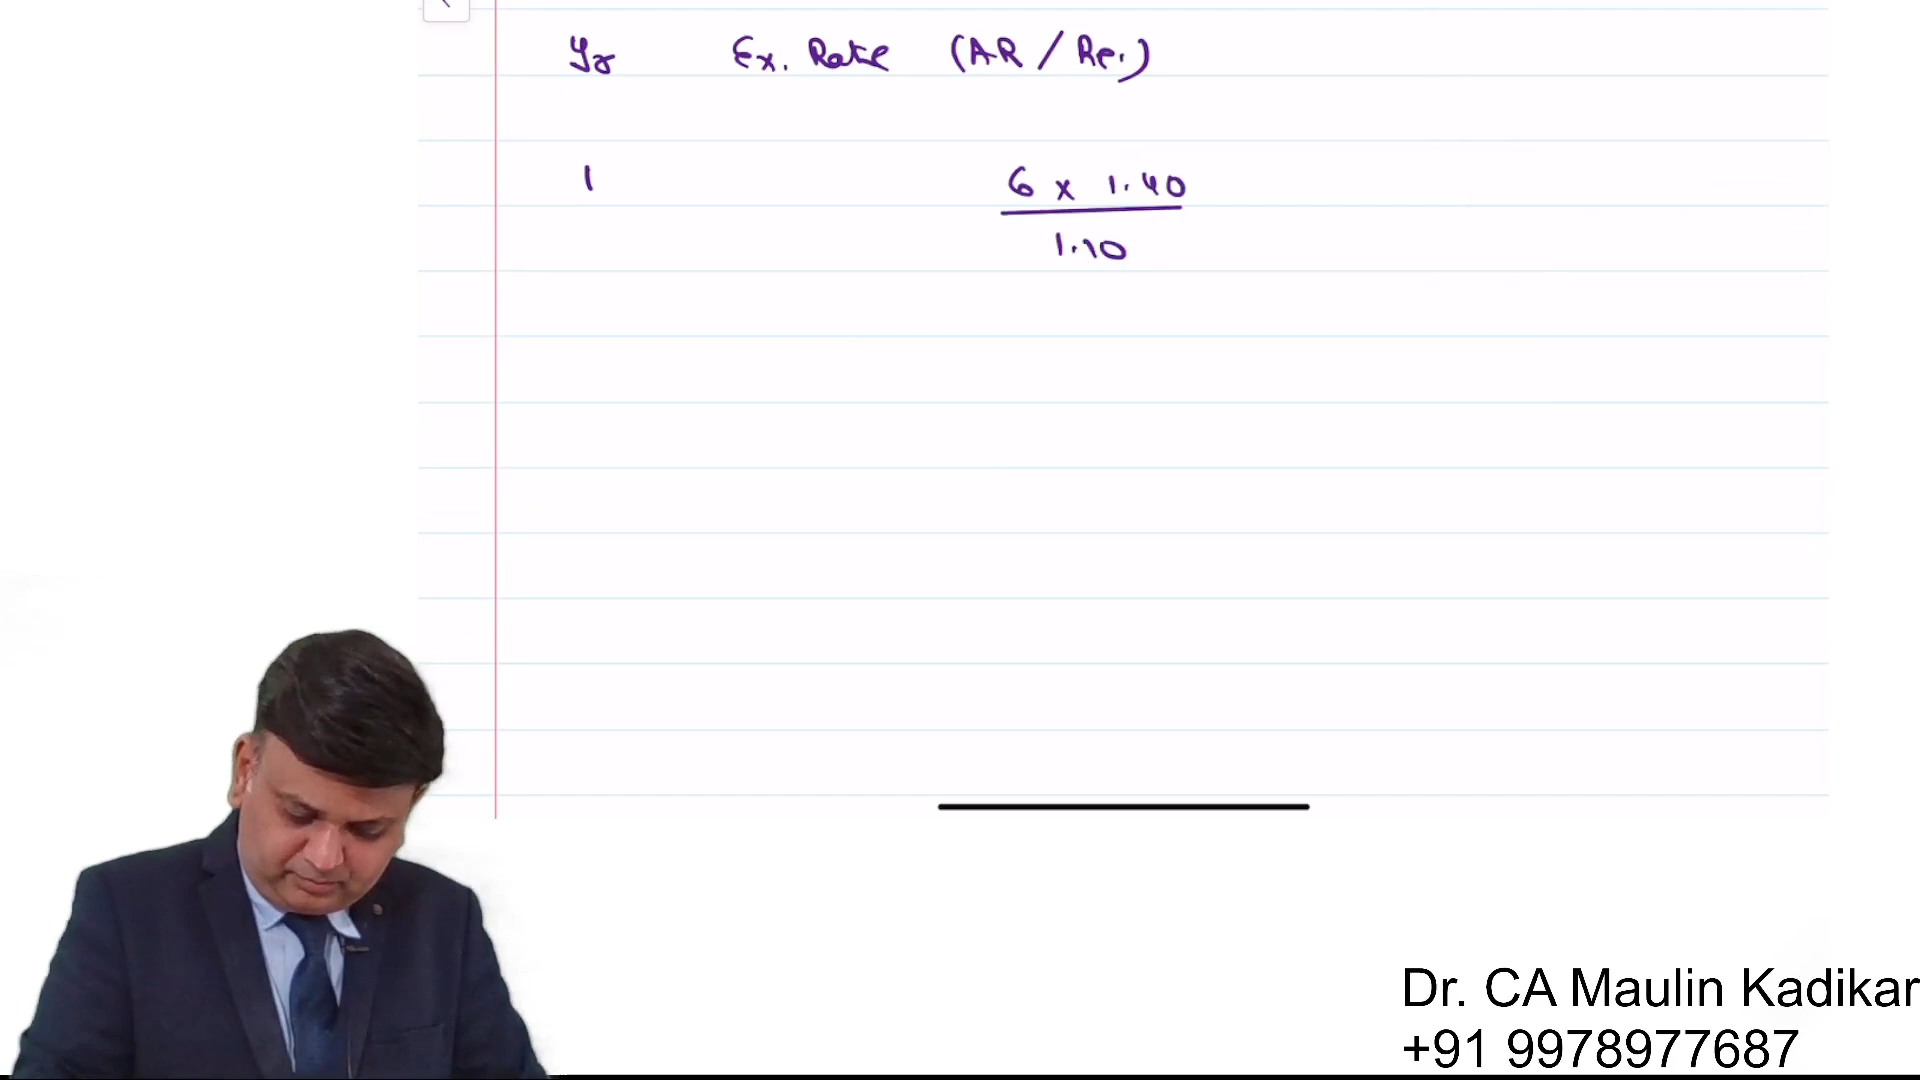 Yr Ex. Rate (AR / Re.)
1 6 x 1.40
1.10
Dr. CA Maulin Kadikar
+91 9978977687